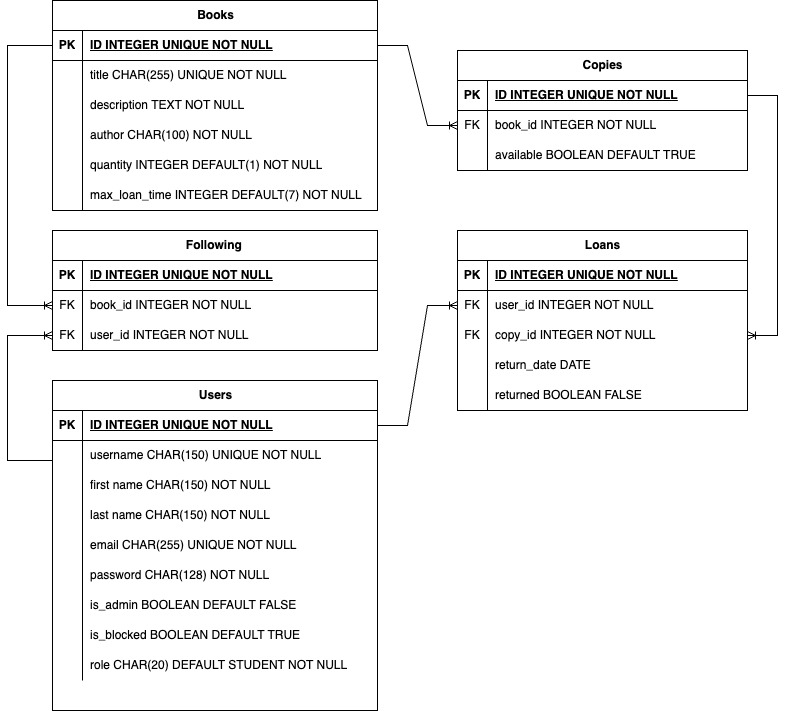 Books
PK ID INTEGER UNIQUE NOT NULL
title CHAR(255) UNIQUE NOT NULL
description TEXT NOT NULL
author CHAR(100) NOT NULL
quantity INTEGER DEFAULT(1) NOT NULL
max_loan_time INTEGER DEFAULT(7) NOT NULL
Copies
PK ID INTEGER UNIQUE NOT NULL
FK book_id INTEGER NOT NULL
available BOOLEAN DEFAULT TRUE
Following
PK ID INTEGER UNIQUE NOT NULL
FK book_id INTEGER NOT NULL
FK user_id INTEGER NOT NULL
Loans
PK ID INTEGER UNIQUE NOT NULL
FK user_id INTEGER NOT NULL
FK copy_id INTEGER NOT NULL
return_date DATE
returned BOOLEAN FALSE
Users
PK ID INTEGER UNIQUE NOT NULL
username CHAR(150) UNIQUE NOT NULL
first name CHAR(150) NOT NULL
last name CHAR(150) NOT NULL
email CHAR(255) UNIQUE NOT NULL
password CHAR(128) NOT NULL
is_admin BOOLEAN DEFAULT FALSE
is_blocked BOOLEAN DEFAULT TRUE
role CHAR(20) DEFAULT STUDENT NOT NULL